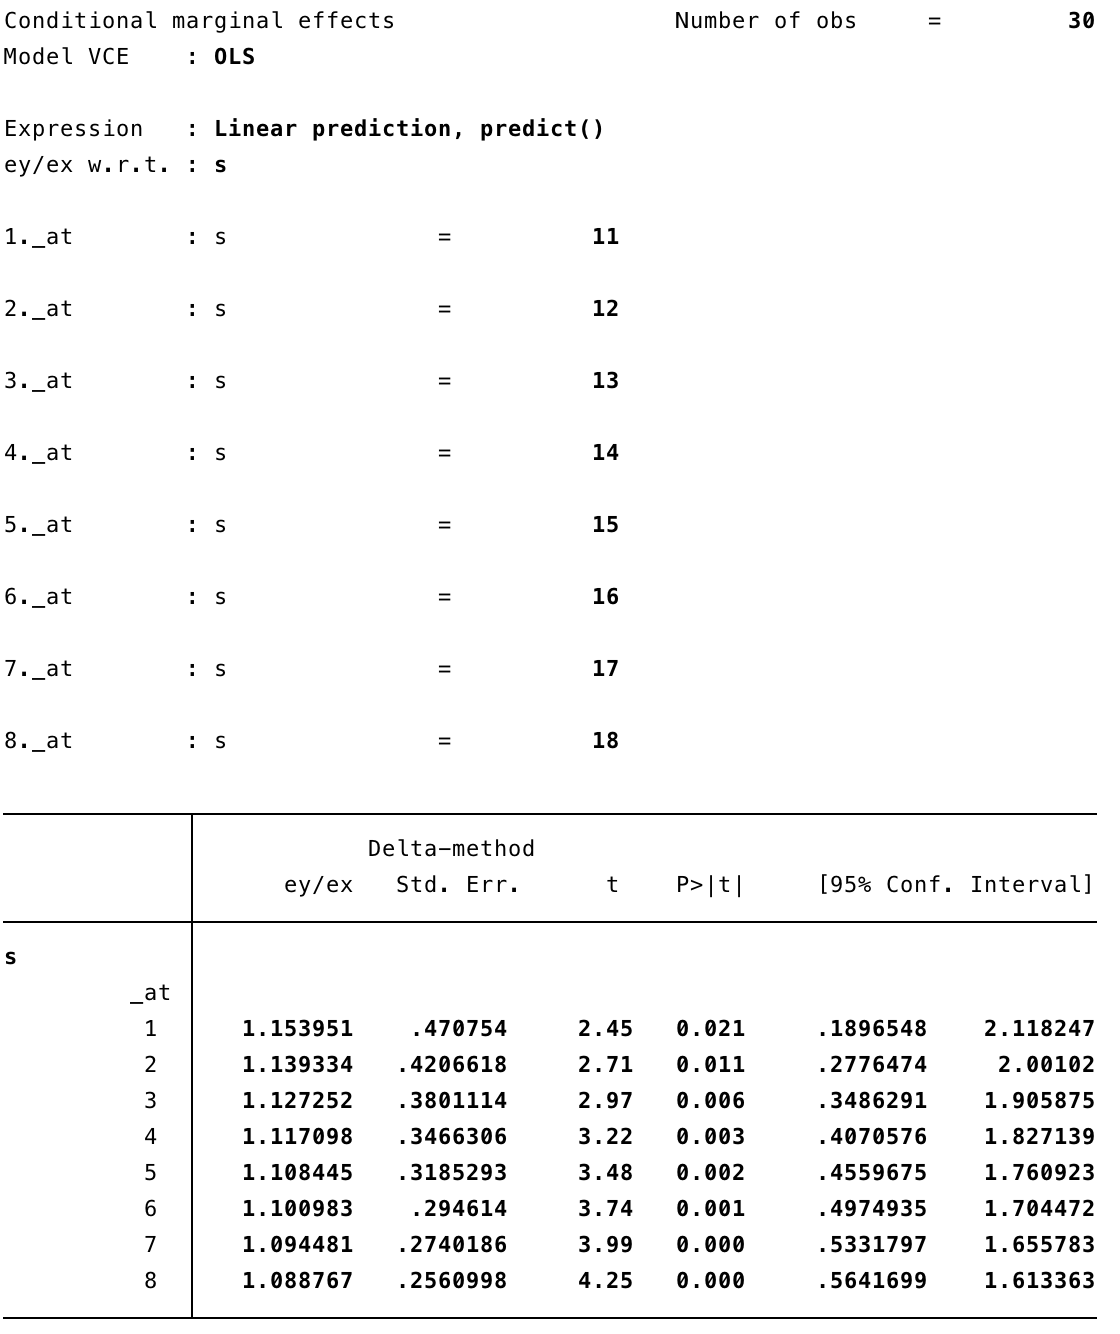 Conditional marginal effects                    Number of obs     =         30
Model VCE    : OLS
Expression   : Linear prediction, predict()
ey/ex w.r.t. : s
1._at        : s               =          11
2._at        : s               =          12
3._at        : s               =          13
4._at        : s               =          14
5._at        : s               =          15
6._at        : s               =          16
7._at        : s               =          17
8._at        : s               =          18
Delta-method
ey/ex   Std. Err.      t    P>|t|     [95% Conf. Interval]
s
_at
1     1.153951    .470754     2.45   0.021     .1896548    2.118247
2     1.139334   .4206618     2.71   0.011     .2776474     2.00102
3     1.127252   .3801114     2.97   0.006     .3486291    1.905875
4     1.117098   .3466306     3.22   0.003     .4070576    1.827139
5     1.108445   .3185293     3.48   0.002     .4559675    1.760923
6     1.100983    .294614     3.74   0.001     .4974935    1.704472
7     1.094481   .2740186     3.99   0.000     .5331797    1.655783
8     1.088767   .2560998     4.25   0.000     .5641699    1.613363